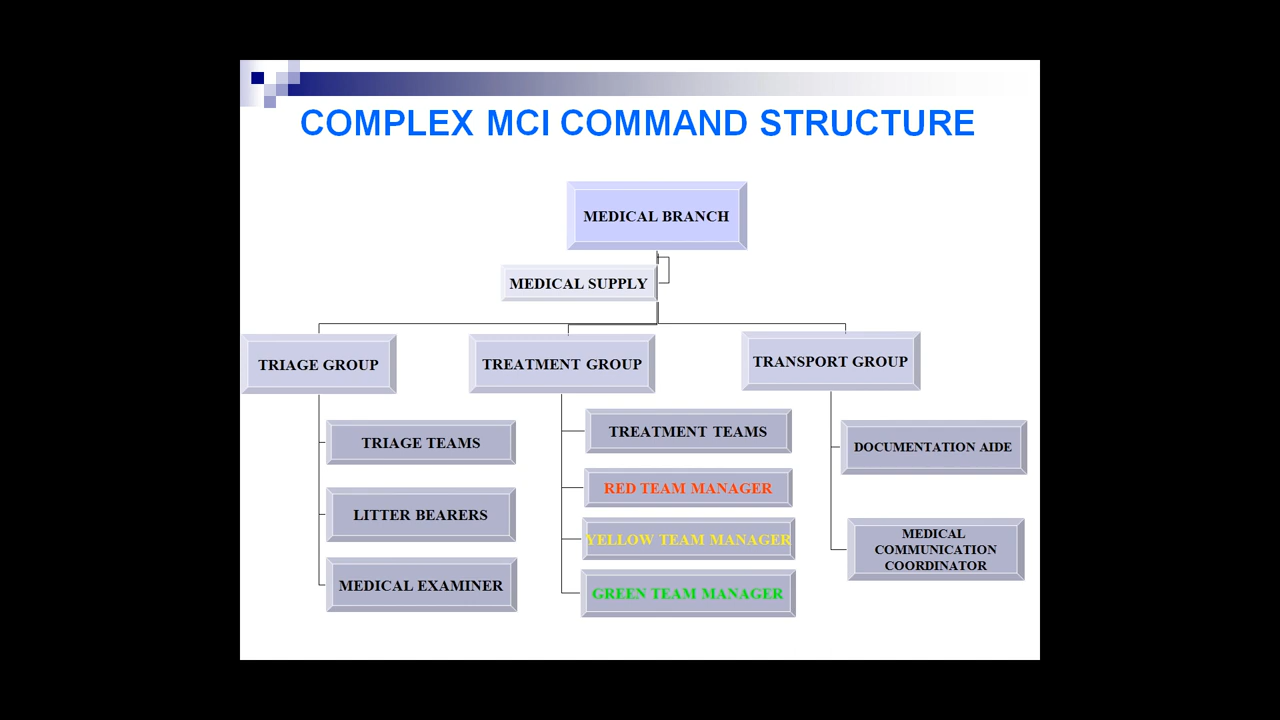 COMPLEX MCI COMMAND STRUCTURE
MEDICAL BRANCH
MEDICAL SUPPLY
TRIAGE GROUP
TREATMENT GROUP
TRANSPORT GROUP
TRIAGE TEAMS
LITTER BEARERS
MEDICAL EXAMINER
TREATMENT TEAMS
RED TEAM MANAGER
YELLOW TEAM MANAGER
GREEN TEAM MANAGER
DOCUMENTATION AIDE
MEDICAL
COMMUNICATION
COORDINATOR